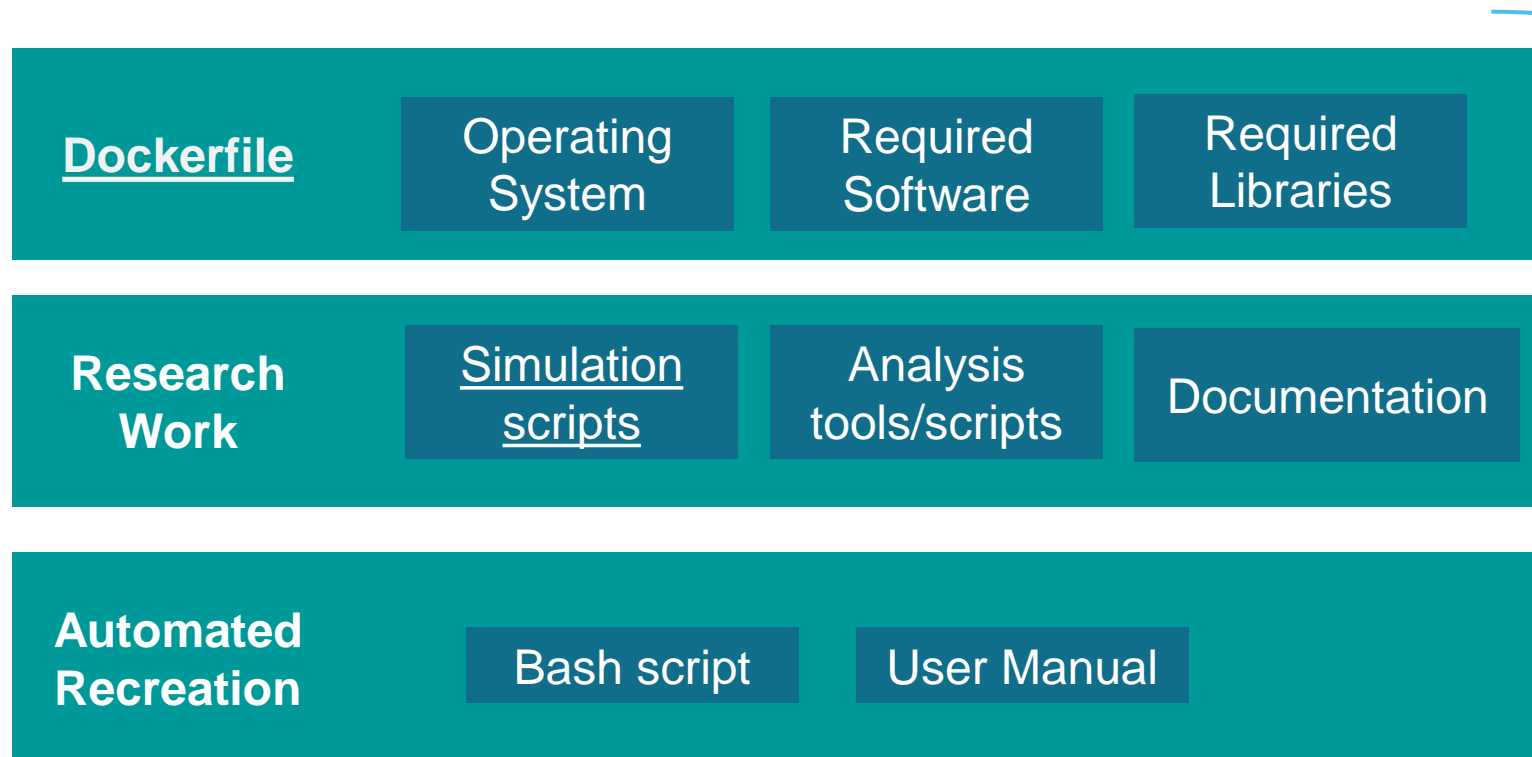 Dockerfile
Operating
System
Required
Software
Required
Libraries
Research
Work
Simulation
scripts
Analysis
tools/scripts
Documentation
Automated
Recreation
Bash script
User Manual